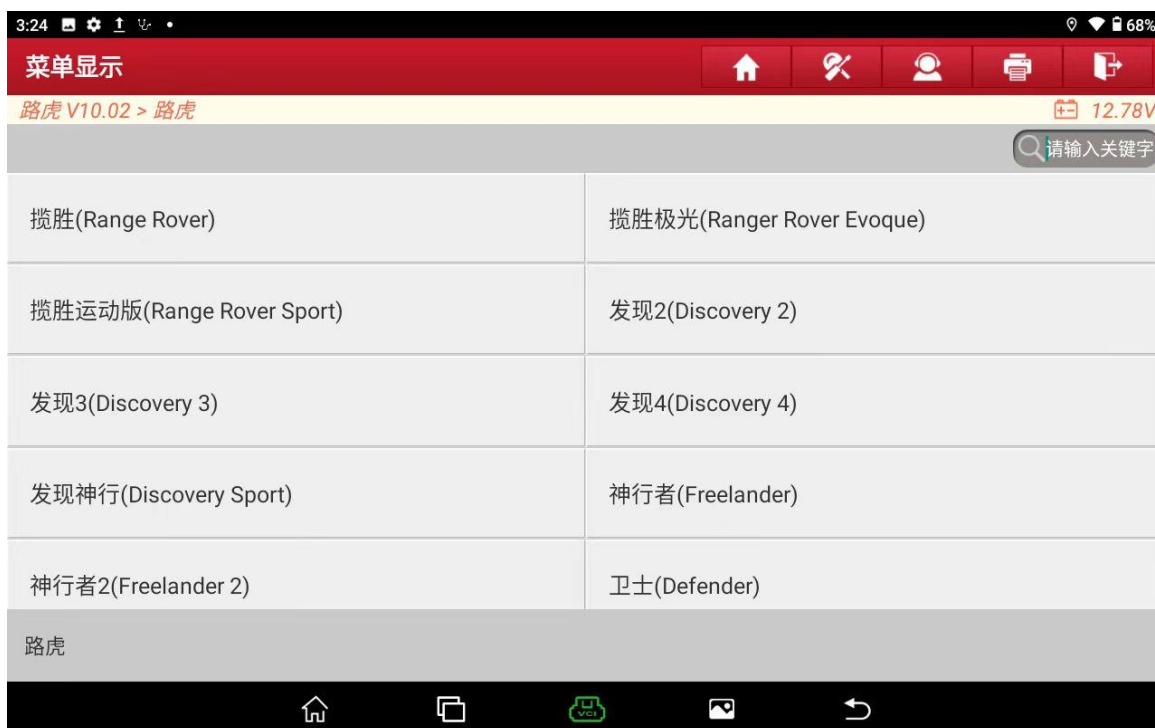 3:24
68%
菜单显示
路虎 V10.02 > 路虎
12.78V
请输入关键字
揽胜(Range Rover)
揽胜极光(Ranger Rover Evoque)
揽胜运动版(Range Rover Sport)
发现2(Discovery 2)
发现3(Discovery 3)
发现4(Discovery 4)
发现神行(Discovery Sport)
神行者(Freelander)
神行者2(Freelander 2)
卫士(Defender)
路虎
VCI